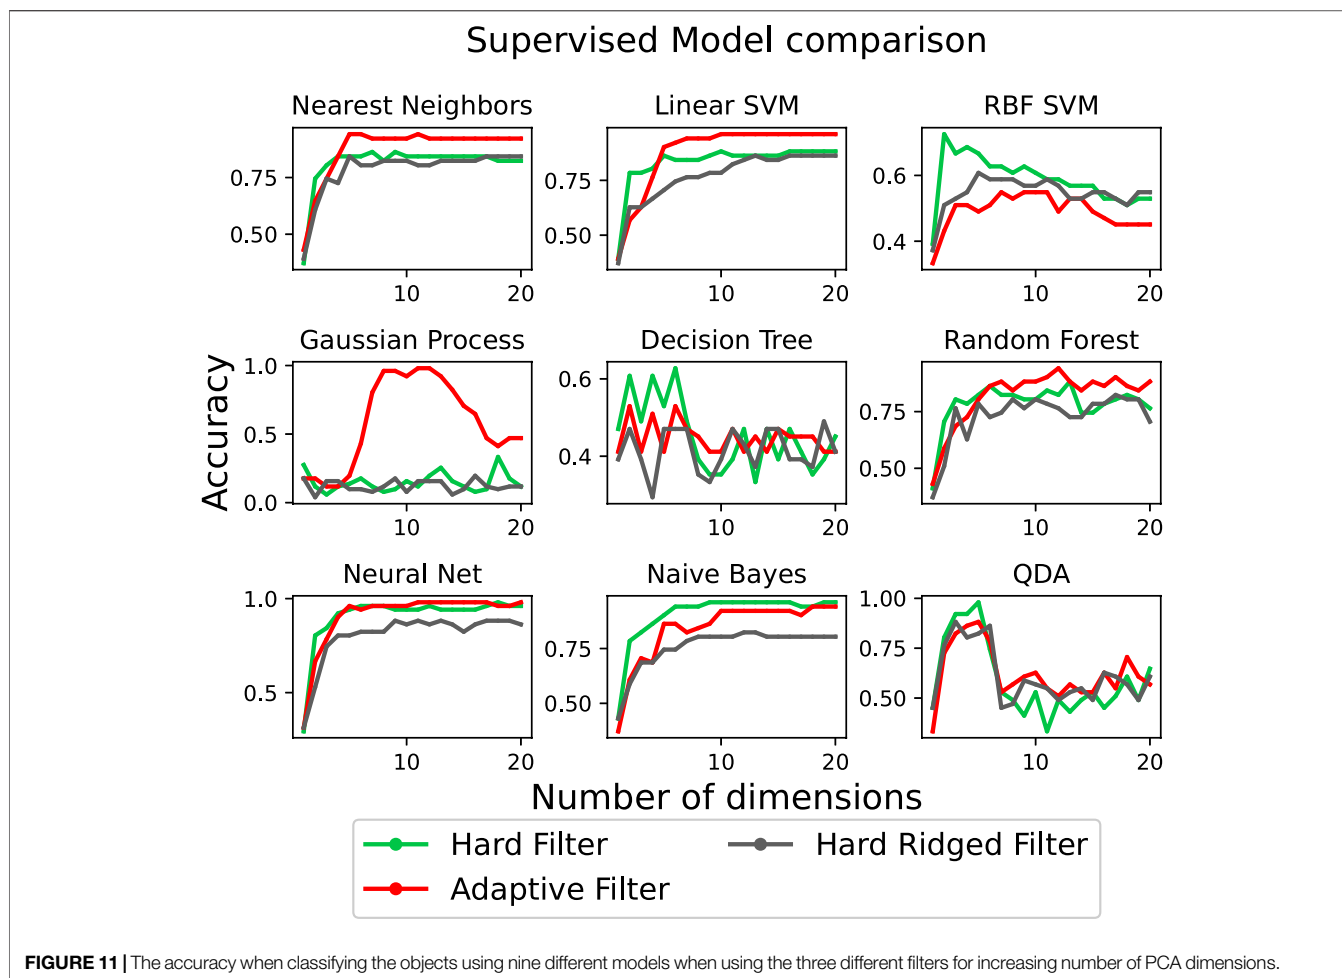 Supervised Model comparison
Nearest Neighbors
Linear SVM
RBF SVM
0.75
0.50
10
20
0.75
0.50
10
20
0.6
0.4
10
20
Accuracy
Gaussian Process
Decision Tree
Random Forest
1.0
0.5
0.0
10
20
0.6
0.4
10
20
0.75
0.50
10
20
Neural Net
Naive Bayes
QDA
1.0
0.5
10
20
0.75
0.50
10
20
1.00
0.75
0.50
10
20
Number of dimensions
Hard Filter
Hard Ridged Filter
Adaptive Filter
FIGURE 11 | The accuracy when classifying the objects using nine different models when using the three different filters for increasing number of PCA dimensions.